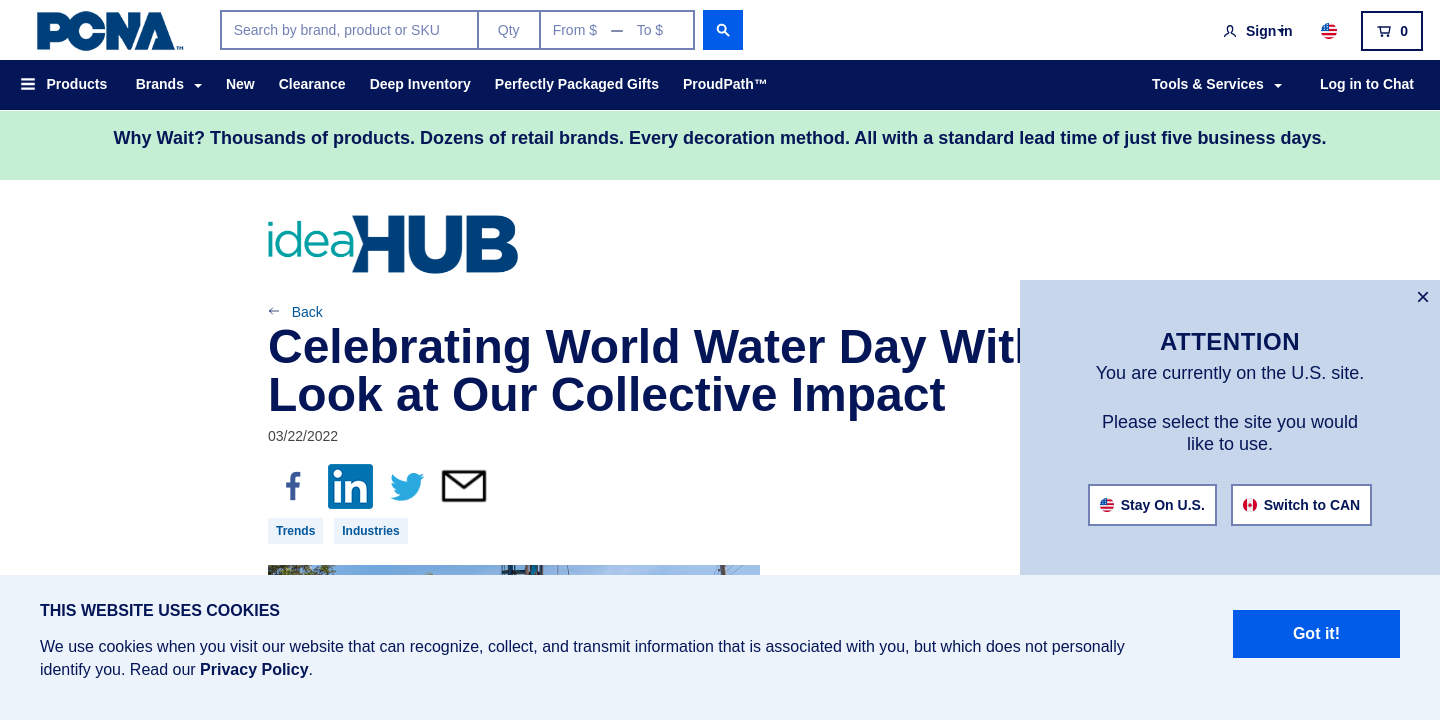 PCNA™
Search by brand, product or SKU
Qty
From $ — To $
Sign In
0
Products
Brands
New
Clearance
Deep Inventory
Perfectly Packaged Gifts
ProudPath™
Tools & Services
Log in to Chat
Why Wait? Thousands of products. Dozens of retail brands. Every decoration method. All with a standard lead time of just five business days.
ideaHUB
Back
Celebrating World Water Day With
Look at Our Collective Impact
03/22/2022
Trends
Industries
ATTENTION
You are currently on the U.S. site.
Please select the site you would
like to use.
Stay On U.S.
Switch to CAN
THIS WEBSITE USES COOKIES
We use cookies when you visit our website that can recognize, collect, and transmit information that is associated with you, but which does not personally
identify you. Read our Privacy Policy.
Got it!